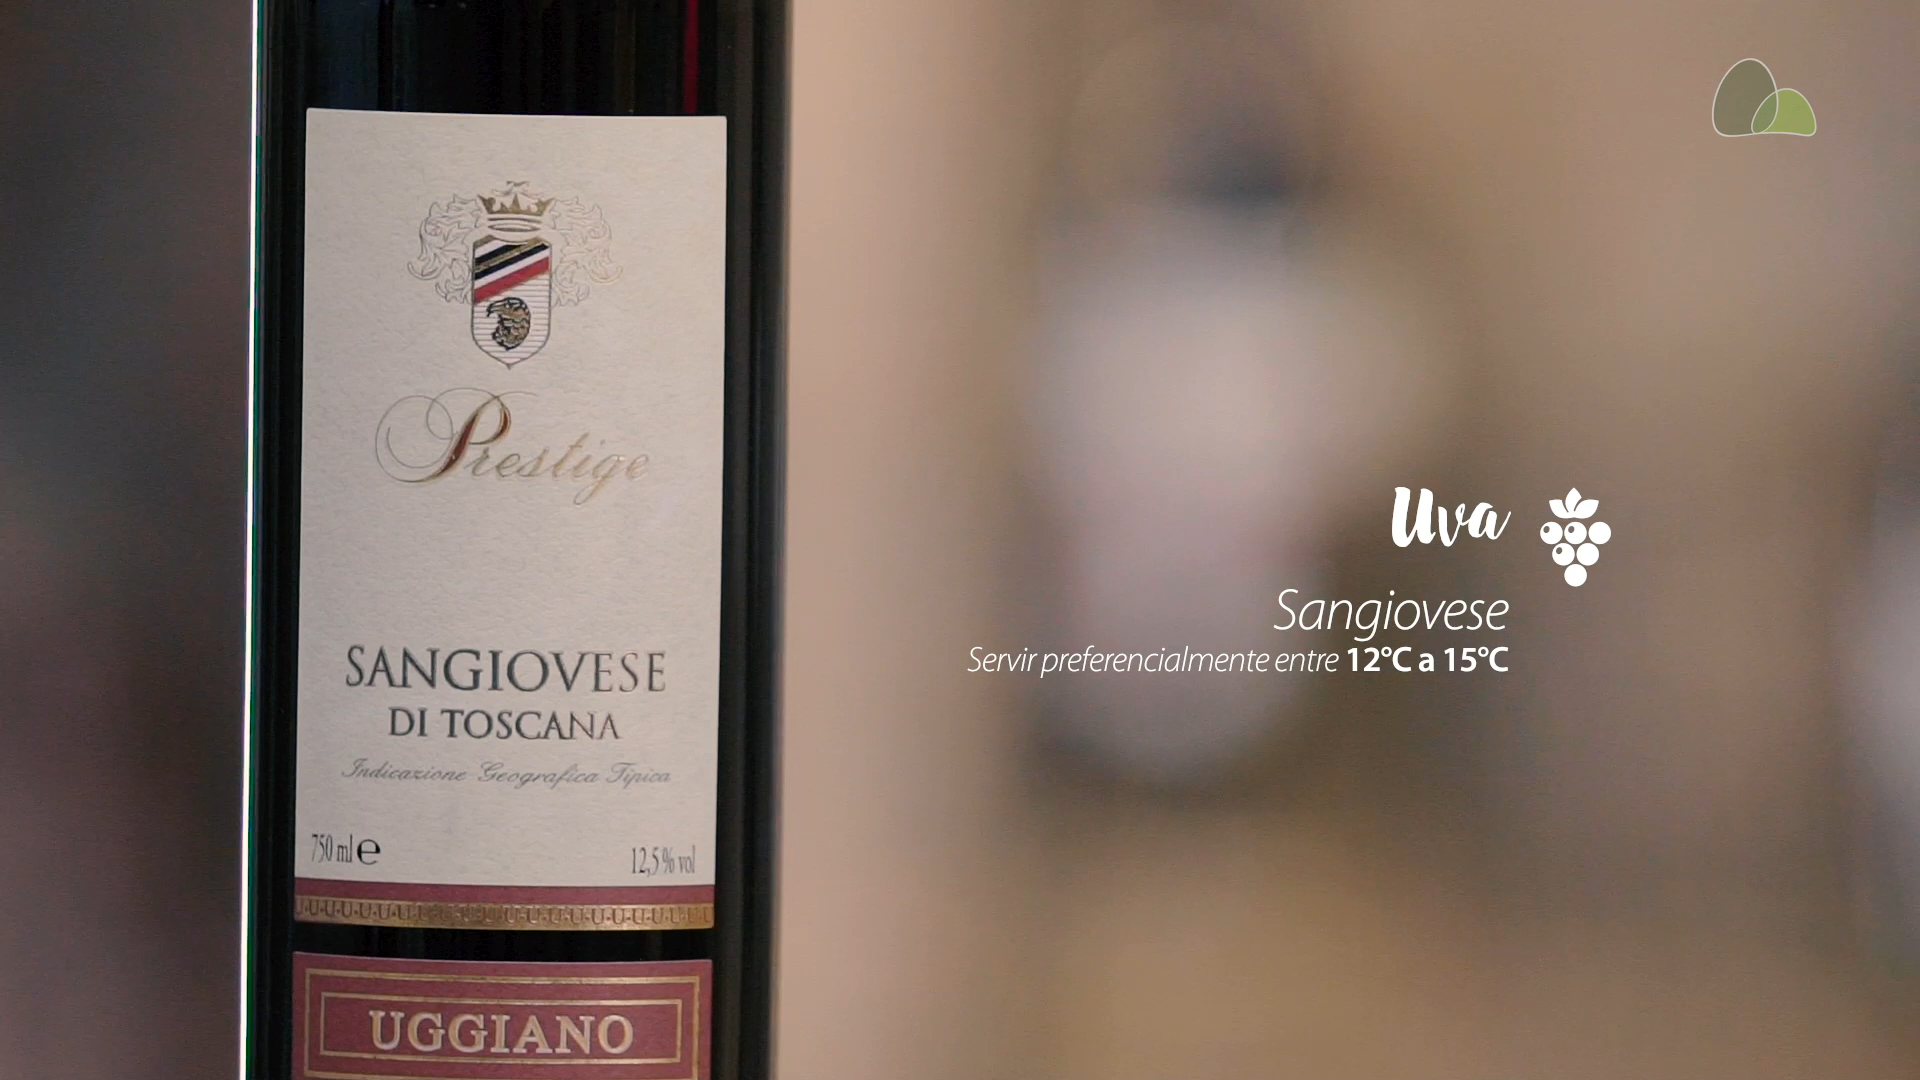 Prestige
SANGIOVESE
DI TOSCANA
Indicazione Geografica Tipica
750 ml e
12,5 % vol
UGGIANO
Uva
Sangiovese
Servir preferencialmente entre 12°C a 15°C